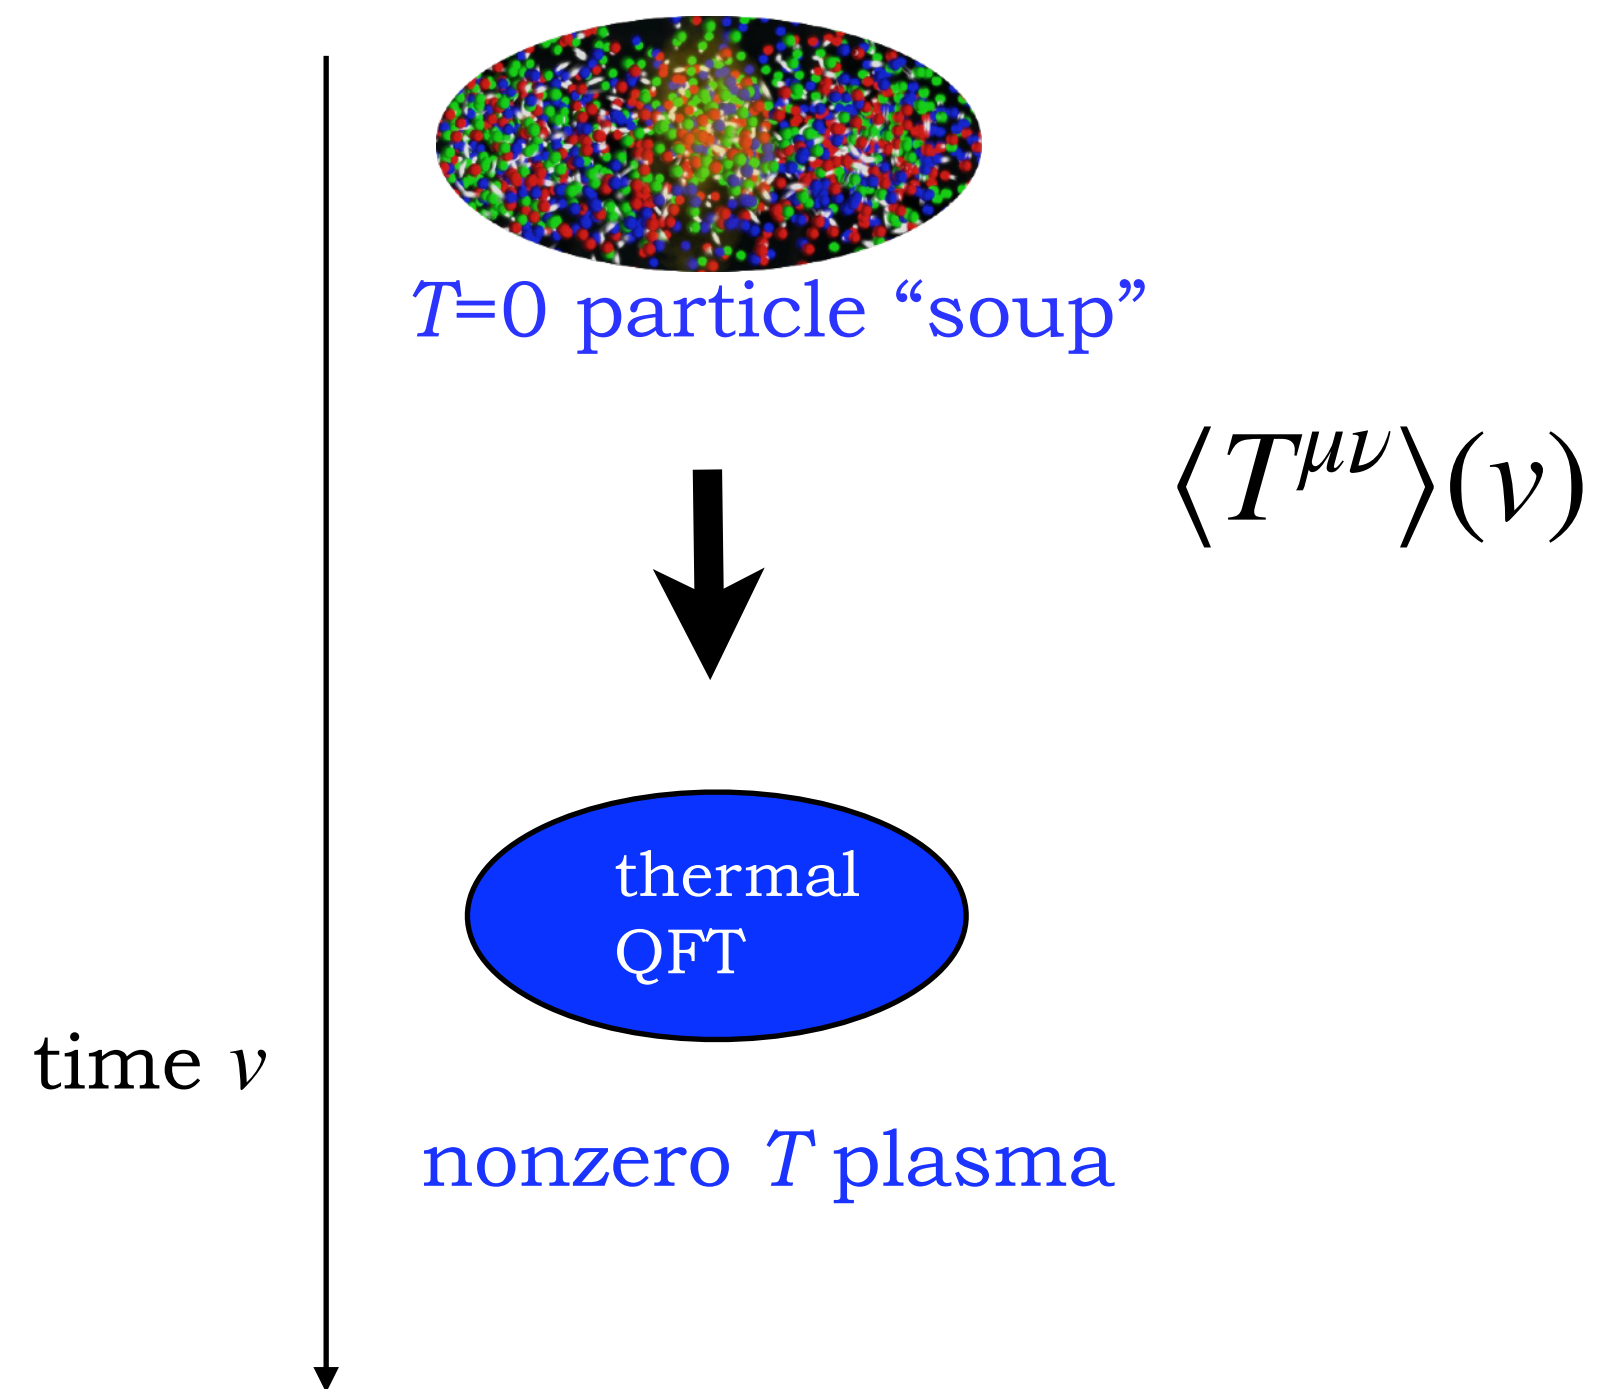 T=0 particle “soup”
⟨T^{μν}⟩(v)
thermal
QFT
time v
nonzero T plasma